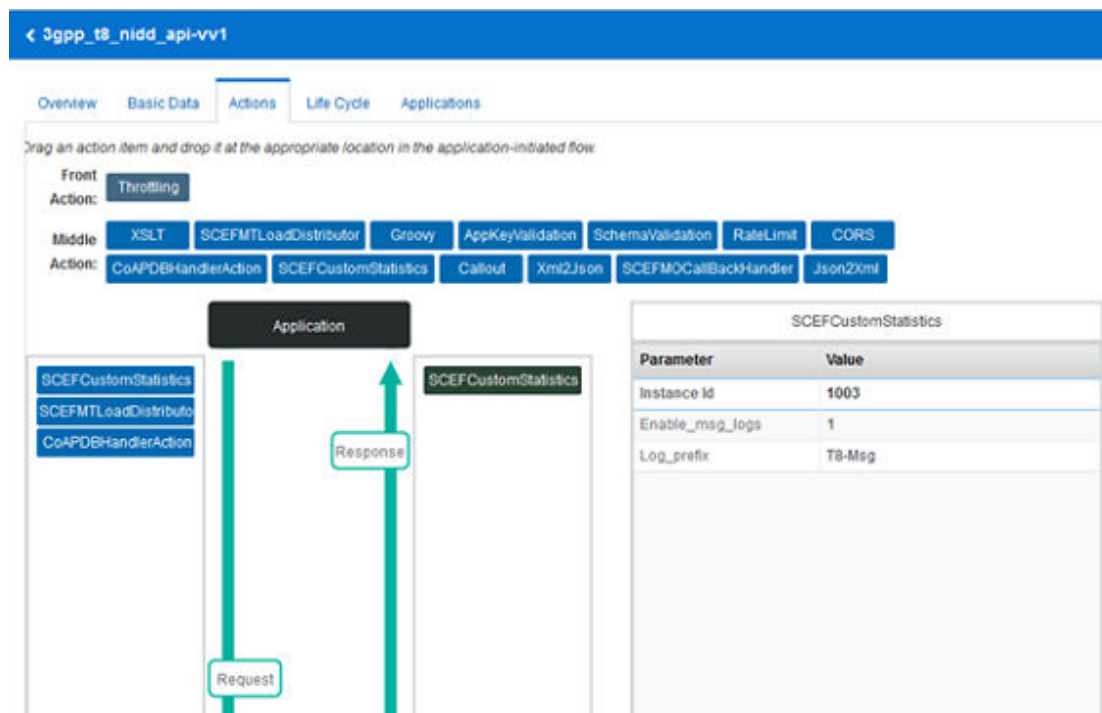 < 3gpp_t8_nidd_api-vv1
Overview Basic Data Actions Life Cycle Applications
Drag an action item and drop it at the appropriate location in the application-initiated flow.
Front Action: Throttling
Middle Action: XSLT SCEFMTLoadDistributor Groovy AppKeyValidation SchemaValidation RateLimit CORS
CoAPDBHandlerAction SCEFCustomStatistics Callout Xml2Json SCEFMOCallBackHandler Json2Xml
Application
SCEFCustomStatistics
SCEFMTLoadDistributo
CoAPDBHandlerAction
Response
Request
SCEFCustomStatistics
SCEFCustomStatistics
Parameter Value
Instance Id 1003
Enable_msg_logs 1
Log_prefix T8-Msg